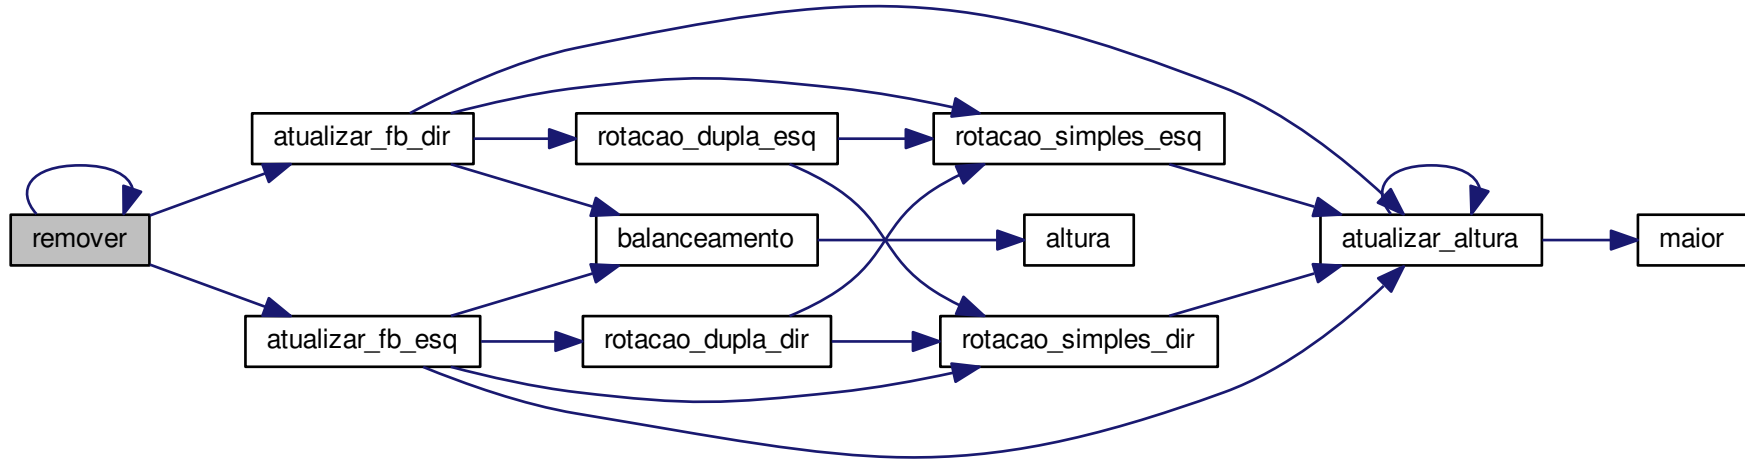 remover
atualizar_fb_dir
atualizar_fb_esq
rotacao_dupla_esq
balanceamento
rotacao_dupla_dir
rotacao_simples_esq
altura
rotacao_simples_dir
atualizar_altura
maior